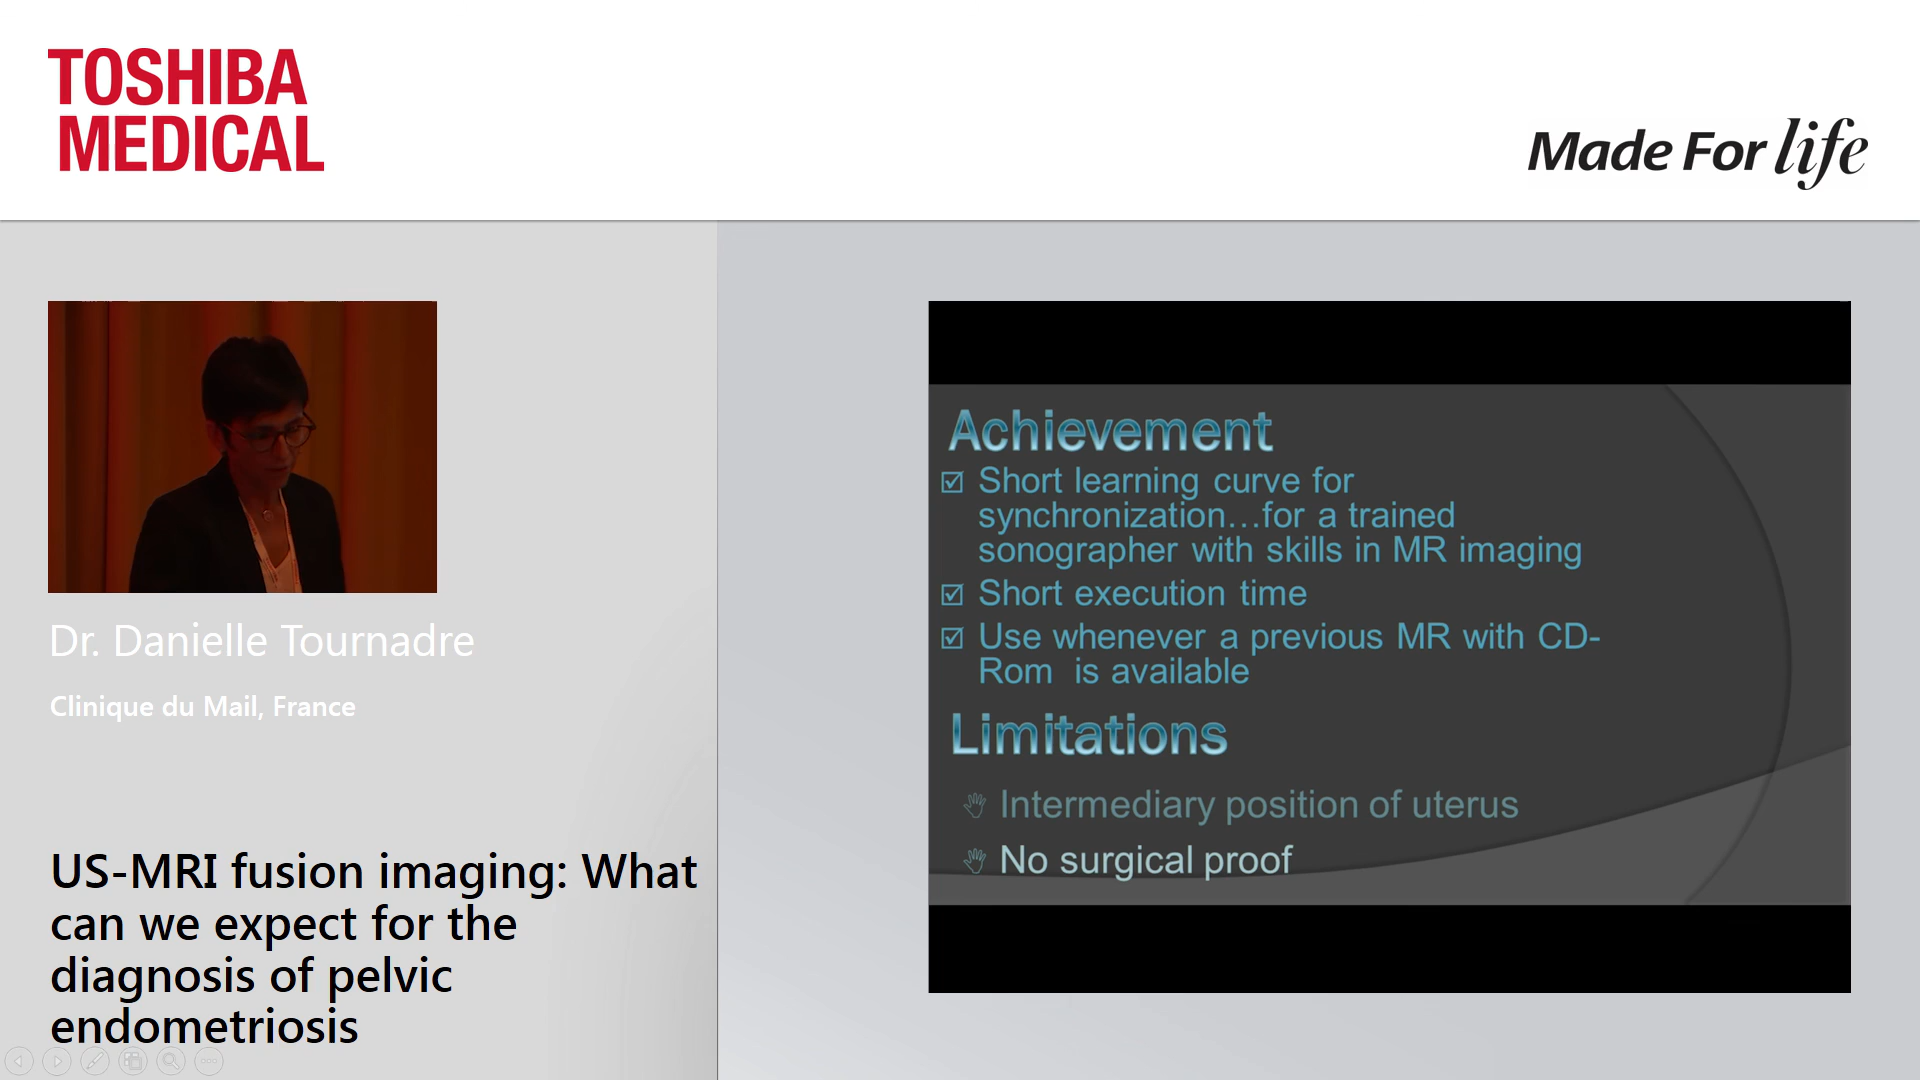 TOSHIBA
MEDICAL
Made For life
Dr. Danielle Tournadre
Clinique du Mail, France
US-MRI fusion imaging: What
can we expect for the
diagnosis of pelvic
endometriosis
Achievement
Short learning curve for
synchronization...for a trained
sonographer with skills in MR imaging
Short execution time
Use whenever a previous MR with CD-
Rom is available
Limitations
Intermediary position of uterus
No surgical proof